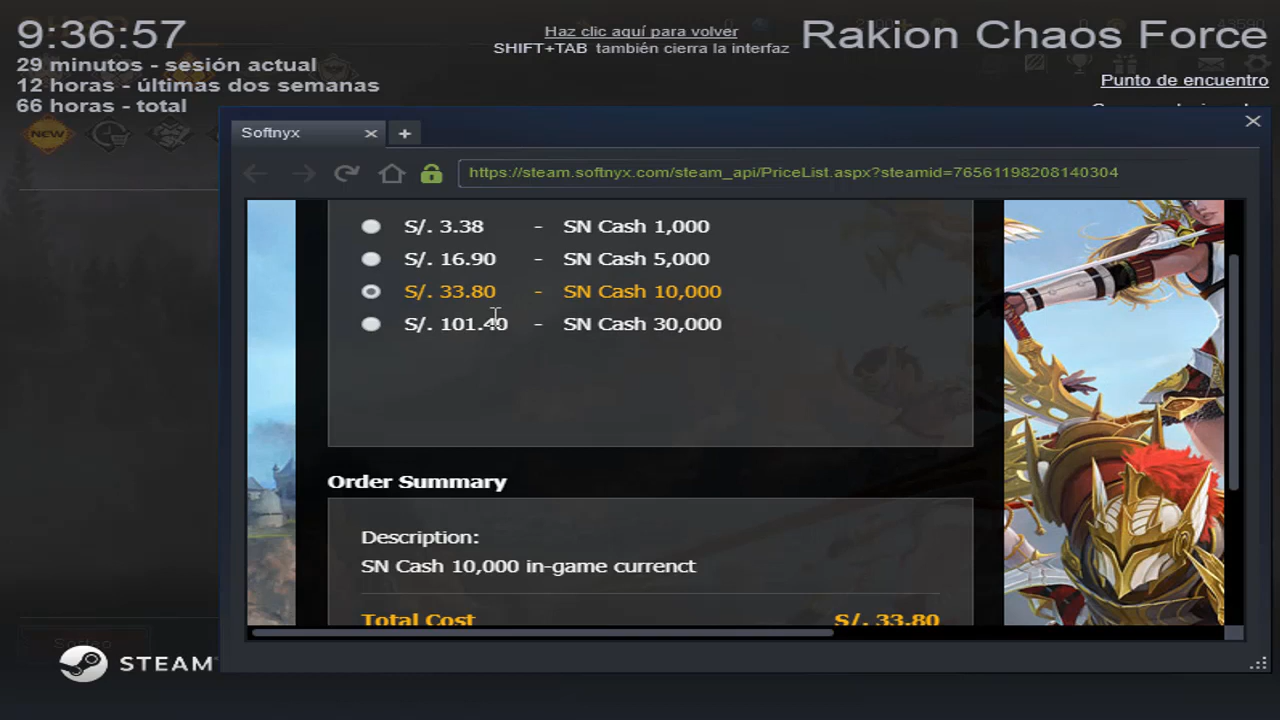 9:36:57
29 minutos - sesión actual
12 horas - últimas dos semanas
66 horas - total
Haz clic aquí para volver
SHIFT+TAB también cierra la interfaz
Rakion Chaos Force
Punto de encuentro
NEW
Softnyx
https://steam.softnyx.com/steam_api/PriceList.aspx?steamid=76561198208140304
S/. 3.38 - SN Cash 1,000
S/. 16.90 - SN Cash 5,000
S/. 33.80 - SN Cash 10,000
S/. 101.40 - SN Cash 30,000
Order Summary
Description:
SN Cash 10,000 in-game currenct
Total Cost S/. 33.80
Sorteo
STEAM